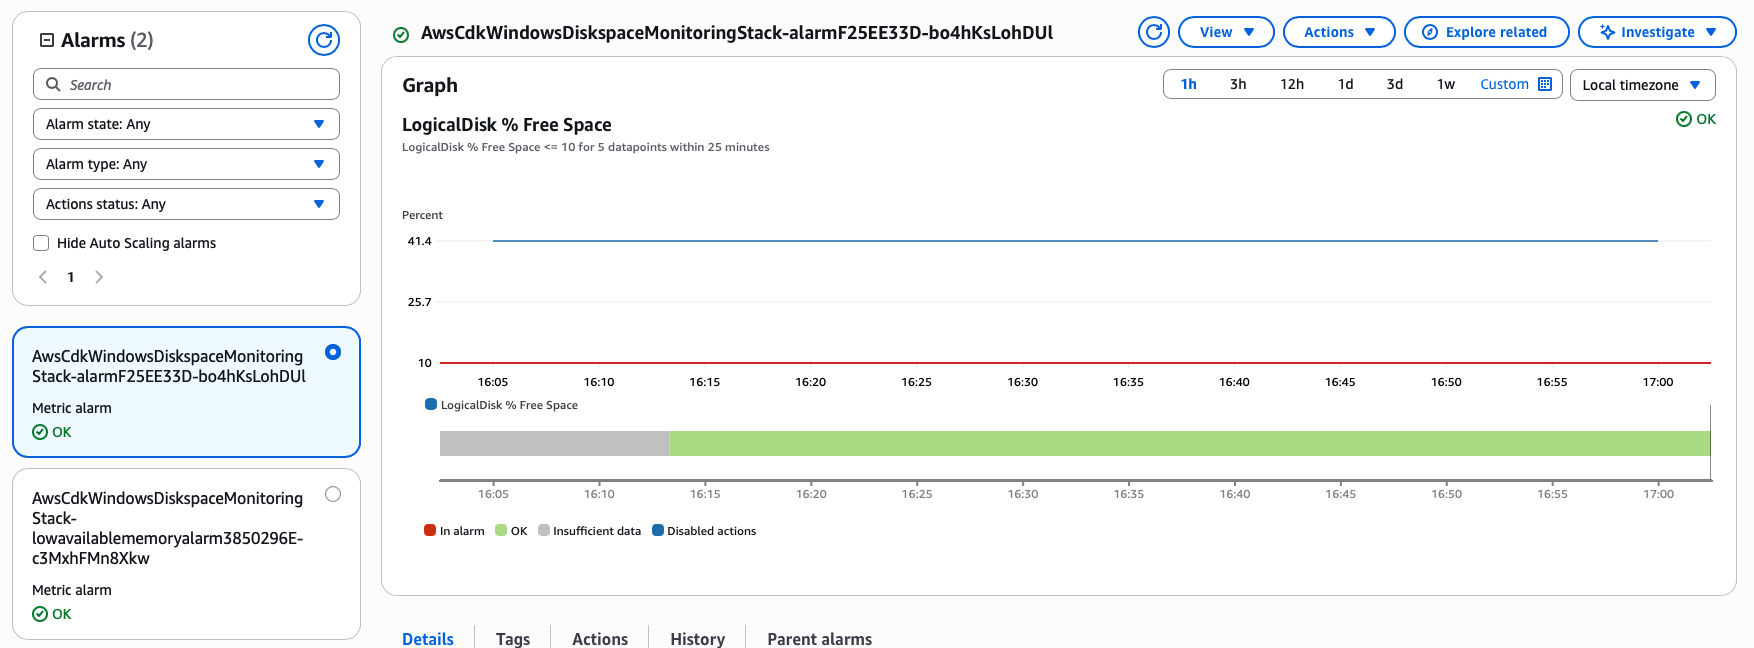 Alarms (2)
Search
Alarm state: Any
Alarm type: Any
Actions status: Any
Hide Auto Scaling alarms
1
AwsCdkWindowsDiskspaceMonitoring
Stack-alarmF25EE33D-bo4hKsLohDUl
Metric alarm
OK
AwsCdkWindowsDiskspaceMonitoring
Stack-
lowavailablememoryalarm3850296E-
c3MxhFMn8Xkw
Metric alarm
OK
AwsCdkWindowsDiskspaceMonitoringStack-alarmF25EE33D-bo4hKsLohDUl
View
Actions
Explore related
Investigate
Graph
1h 3h 12h 1d 3d 1w Custom
Local timezone
LogicalDisk % Free Space
OK
LogicalDisk % Free Space <= 10 for 5 datapoints within 25 minutes
Percent
41.4
25.7
10
16:05 16:10 16:15 16:20 16:25 16:30 16:35 16:40 16:45 16:50 16:55 17:00
LogicalDisk % Free Space
16:05 16:10 16:15 16:20 16:25 16:30 16:35 16:40 16:45 16:50 16:55 17:00
In alarm OK Insufficient data Disabled actions
Details Tags Actions History Parent alarms